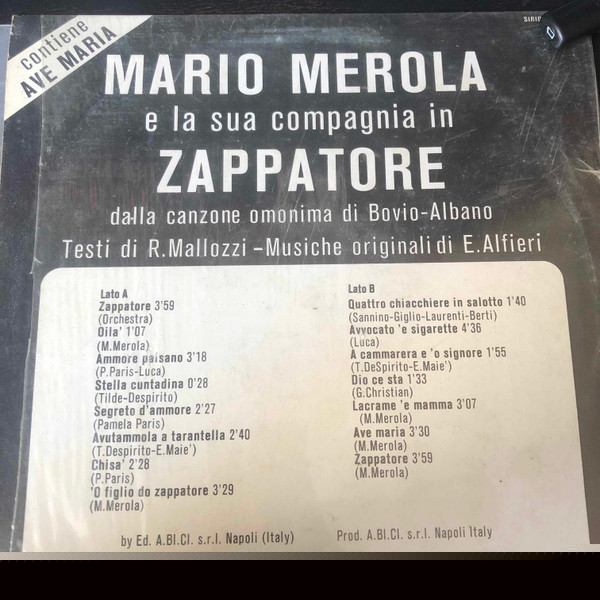 contiene
AVE MARIA
MARIO MEROLA
e la sua compagnia in
ZAPPATORE
dalla canzone omonima di Bovio-Albano
Testi di R.Mallozzi-Musiche originali di E.Alfieri
Lato A
Zappatore 3'59
(Orchestra)
Oila' 1'07
(M.Merola)
Ammore paisano 3'18
(P.Paris-Luca)
Stella cuntadina 0'28
(Tilde-Despirito)
Segreto d'ammore 2'27
(Pamela Paris)
Avutammola a tarantella 2'40
(T.Despirito-E.Maie')
Chisa' 2'28
(P.Paris)
'O figlio do zappatore 3'29
(M.Merola)
Lato B
Quattro chiacchiere in salotto 1'40
(Sannino-Giglio-Laurenti-Berti)
Avvocato 'e sigarette 4'36
(Luca)
A cammarera e 'o signore 1'55
(T.DeSpirito-E.Maie')
Dio ce sta 1'33
(G.Christian)
Lacrame 'e mamma 3'07
(M.Merola)
Ave maria 3'30
(M.Merola)
Zappatore 3'59
(M.Merola)
by Ed. A.BI.CI. s.r.l. Napoli (Italy)
Prod. A.BI.CI. s.r.l. Napoli Italy